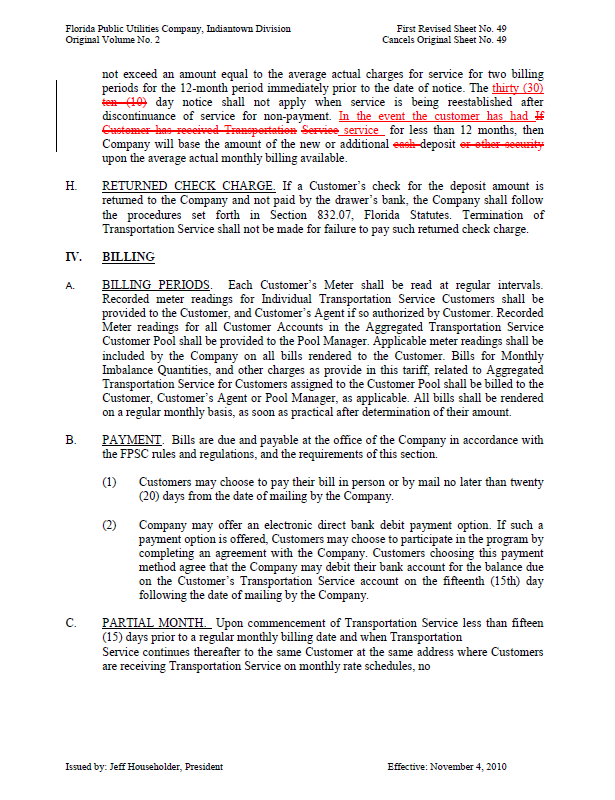 Florida Public Utilities Company, Indiantown Division First Revised Sheet No. 49
Original Volume No. 2 Cancels Original Sheet No. 49
not exceed an amount equal to the average actual charges for service for two billing
periods for the 12-month period immediately prior to the date of notice. The thirty (30)
ten (10) day notice shall not apply when service is being reestablished after
discontinuance of service for non-payment. In the event the customer has had If
Customer has received Transportation Service service for less than 12 months, then
Company will base the amount of the new or additional cash deposit or other security
upon the average actual monthly billing available.
H. RETURNED CHECK CHARGE. If a Customer's check for the deposit amount is
returned to the Company and not paid by the drawer's bank, the Company shall follow
the procedures set forth in Section 832.07, Florida Statutes. Termination of
Transportation Service shall not be made for failure to pay such returned check charge.
IV. BILLING
A. BILLING PERIODS. Each Customer's Meter shall be read at regular intervals.
Recorded meter readings for Individual Transportation Service Customers shall be
provided to the Customer, and Customer's Agent if so authorized by Customer. Recorded
Meter readings for all Customer Accounts in the Aggregated Transportation Service
Customer Pool shall be provided to the Pool Manager. Applicable meter readings shall be
included by the Company on all bills rendered to the Customer. Bills for Monthly
Imbalance Quantities, and other charges as provide in this tariff, related to Aggregated
Transportation Service for Customers assigned to the Customer Pool shall be billed to the
Customer, Customer's Agent or Pool Manager, as applicable. All bills shall be rendered
on a regular monthly basis, as soon as practical after determination of their amount.
B. PAYMENT. Bills are due and payable at the office of the Company in accordance with
the FPSC rules and regulations, and the requirements of this section.
(1) Customers may choose to pay their bill in person or by mail no later than twenty
(20) days from the date of mailing by the Company.
(2) Company may offer an electronic direct bank debit payment option. If such a
payment option is offered, Customers may choose to participate in the program by
completing an agreement with the Company. Customers choosing this payment
method agree that the Company may debit their bank account for the balance due
on the Customer's Transportation Service account on the fifteenth (15th) day
following the date of mailing by the Company.
C. PARTIAL MONTH. Upon commencement of Transportation Service less than fifteen
(15) days prior to a regular monthly billing date and when Transportation
Service continues thereafter to the same Customer at the same address where Customers
are receiving Transportation Service on monthly rate schedules, no
Issued by: Jeff Householder, President Effective: November 4, 2010